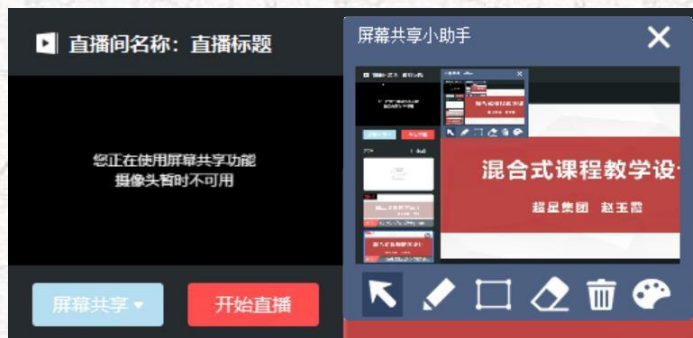 直播间名称：直播标题
您正在使用屏幕共享功能
摄像头暂时不可用
屏幕共享
开始直播
屏幕共享小助手
混合式课程教学设
超星集团 赵玉霞